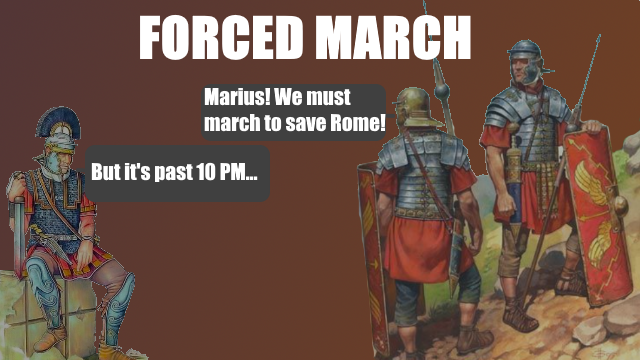 FORCED MARCH
Marius! We must
march to save Rome!
But it's past 10 PM...